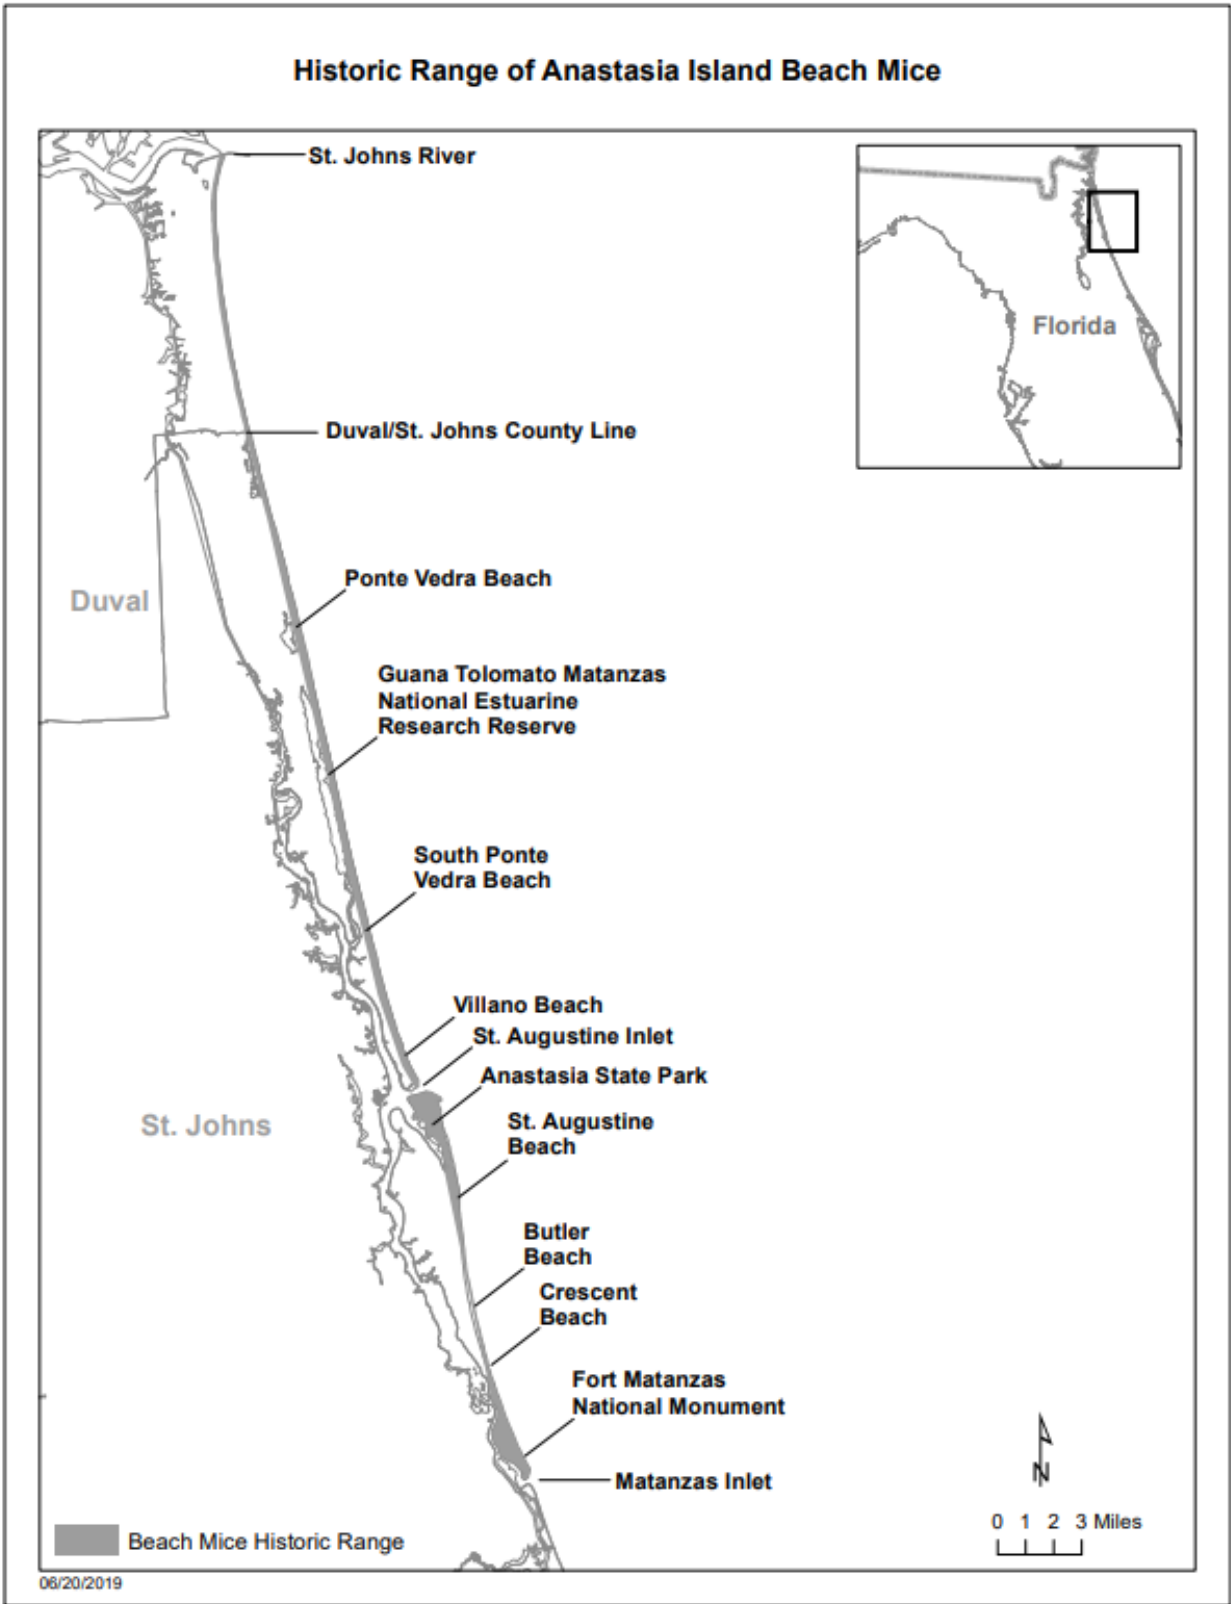 Historic Range of Anastasia Island Beach Mice
St. Johns River
Florida
Duval/St. Johns County Line
Ponte Vedra Beach
Duval
Guana Tolomato Matanzas
National Estuarine
Research Reserve
South Ponte
Vedra Beach
Villano Beach
St. Augustine Inlet
Anastasia State Park
St. Johns
St. Augustine
Beach
Butler
Beach
Crescent
Beach
Fort Matanzas
National Monument
Matanzas Inlet
N
0 1 2 3 Miles
Beach Mice Historic Range
06/20/2019